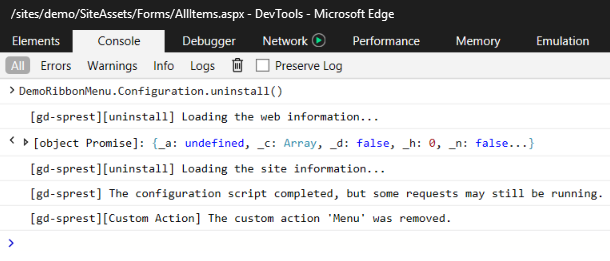 /sites/demo/SiteAssets/Forms/AllItems.aspx - DevTools - Microsoft Edge
Elements Console Debugger Network Performance Memory Emulation
All Errors Warnings Info Logs Preserve Log
> DemoRibbonMenu.Configuration.uninstall()
[gd-sprest][uninstall] Loading the web information...
[object Promise]: {_a: undefined, _c: Array, _d: false, _h: 0, _n: false...}
[gd-sprest][uninstall] Loading the site information...
[gd-sprest] The configuration script completed, but some requests may still be running.
[gd-sprest][Custom Action] The custom action 'Menu' was removed.